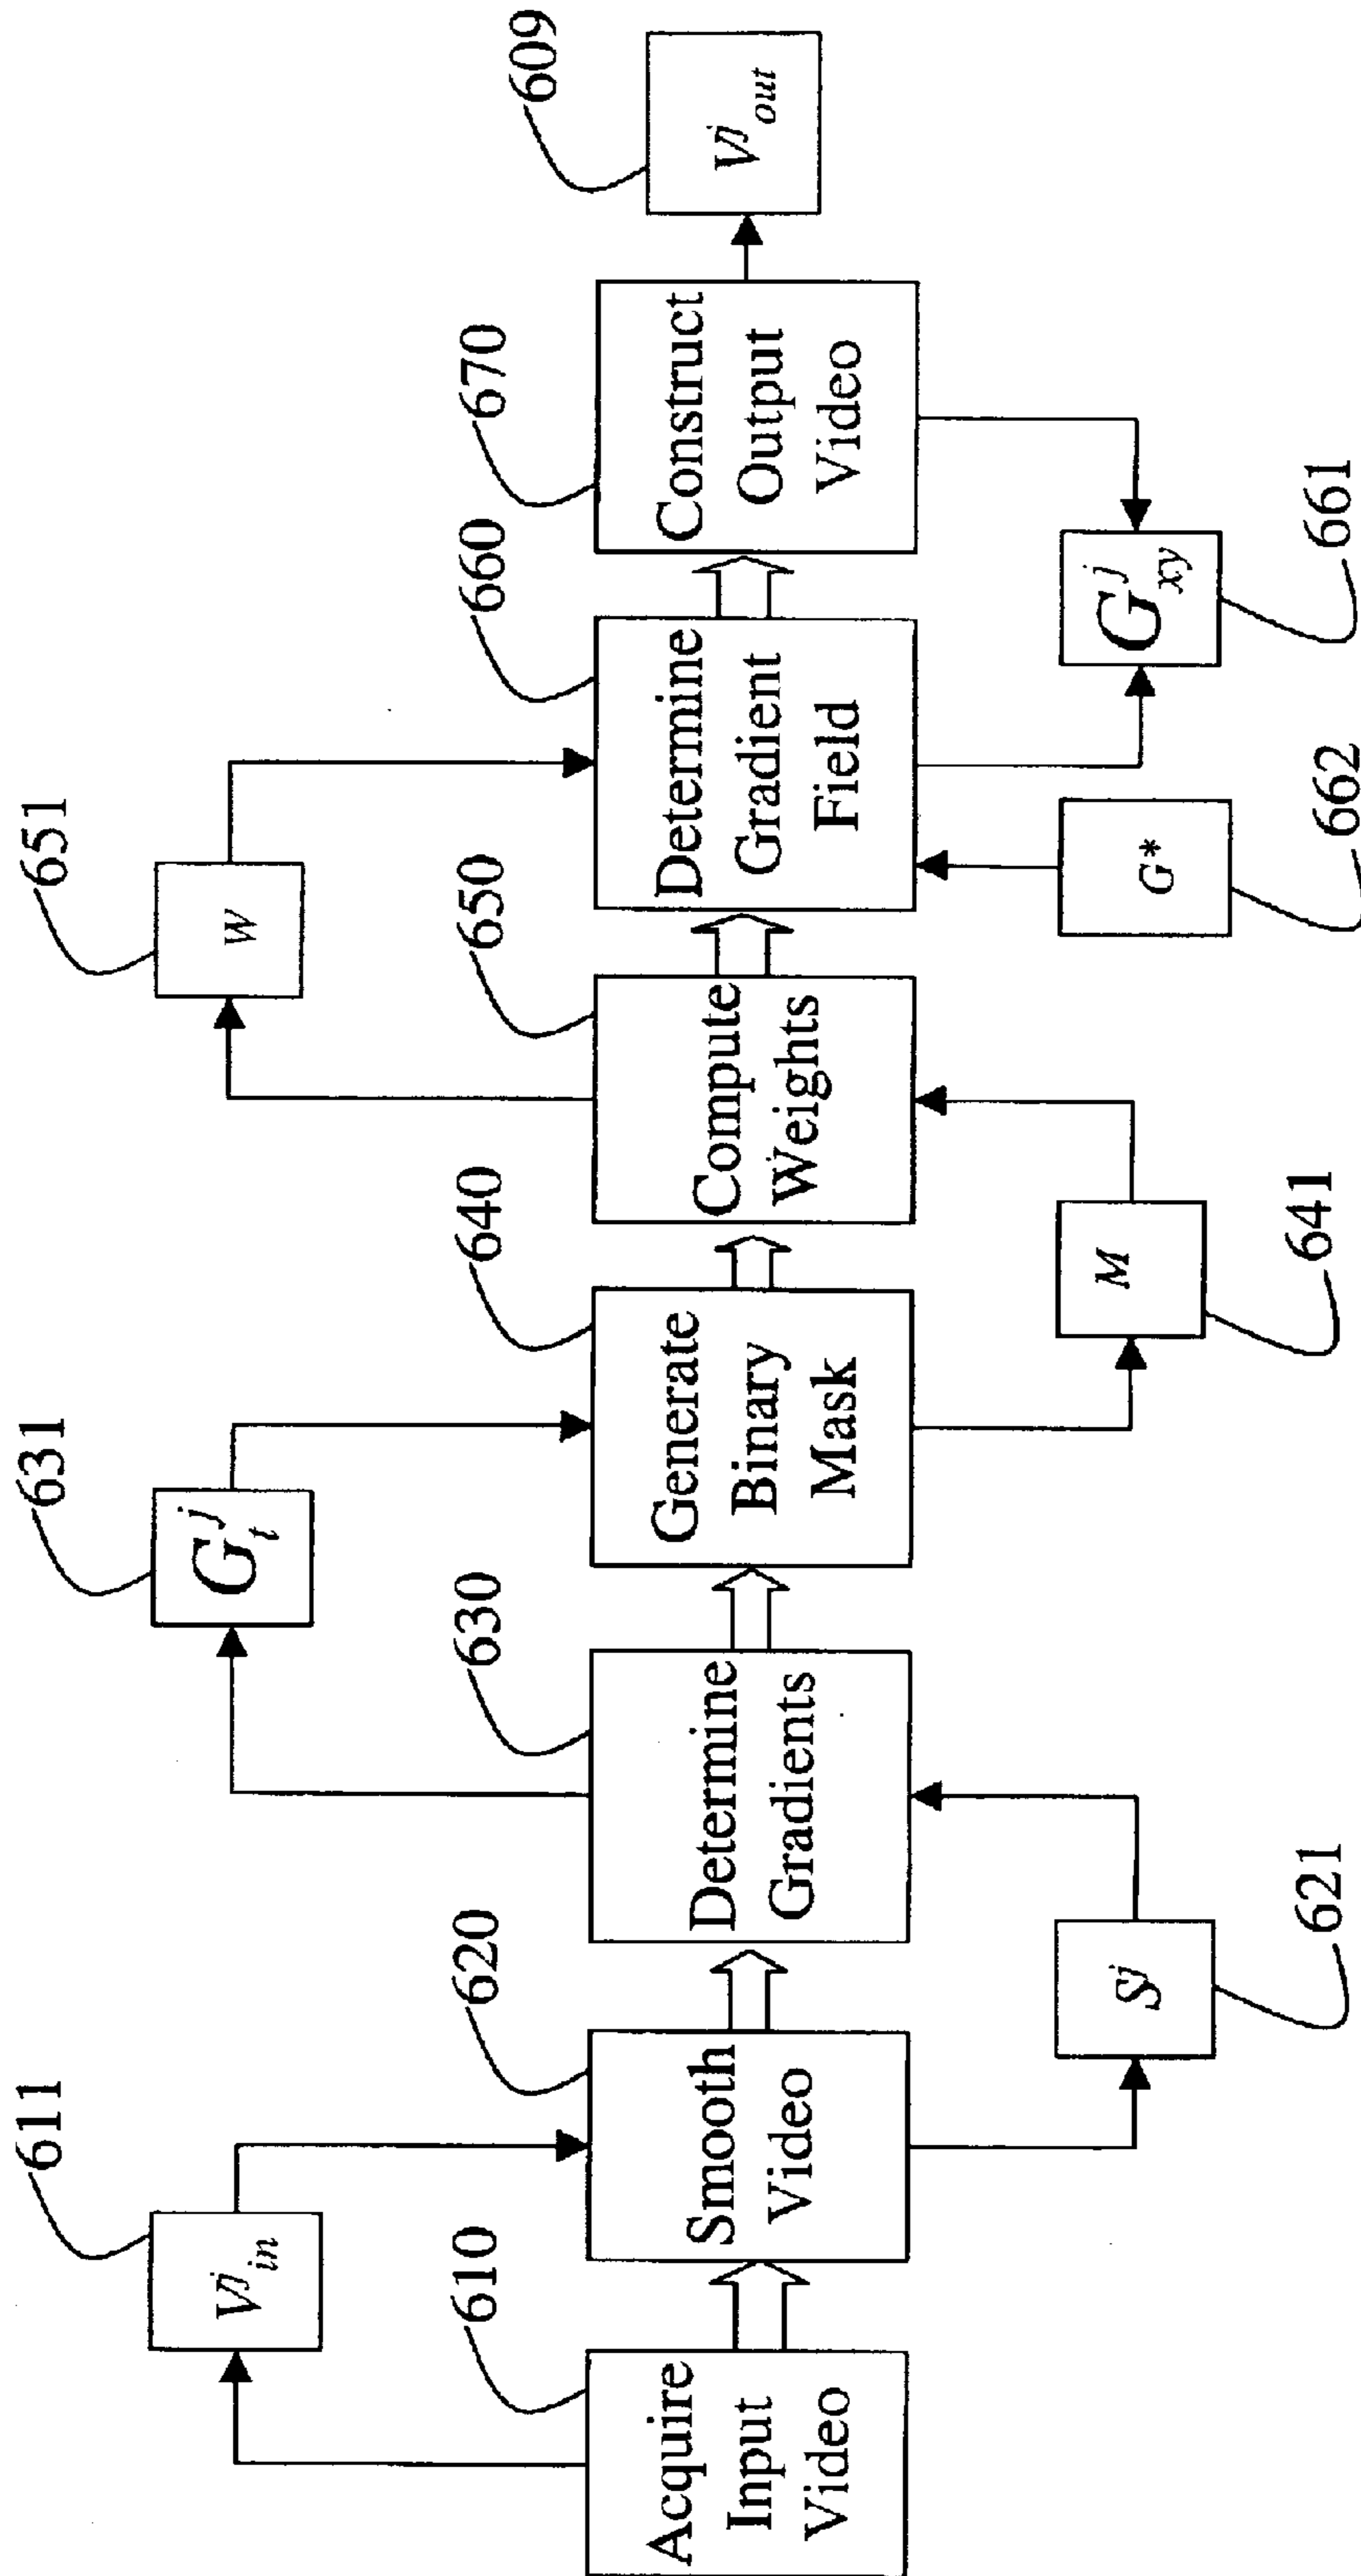 611
V^j_in
631
G_t^j
651
W
610
620
630
640
650
660
670
609
Acquire
Input
Video
Smooth
Video
Determine
Gradients
Generate
Binary
Mask
Compute
Weights
Determine
Gradient
Field
Construct
Output
Video
V^j_out
S^j
621
M
641
G*
662
G^j_xy
661